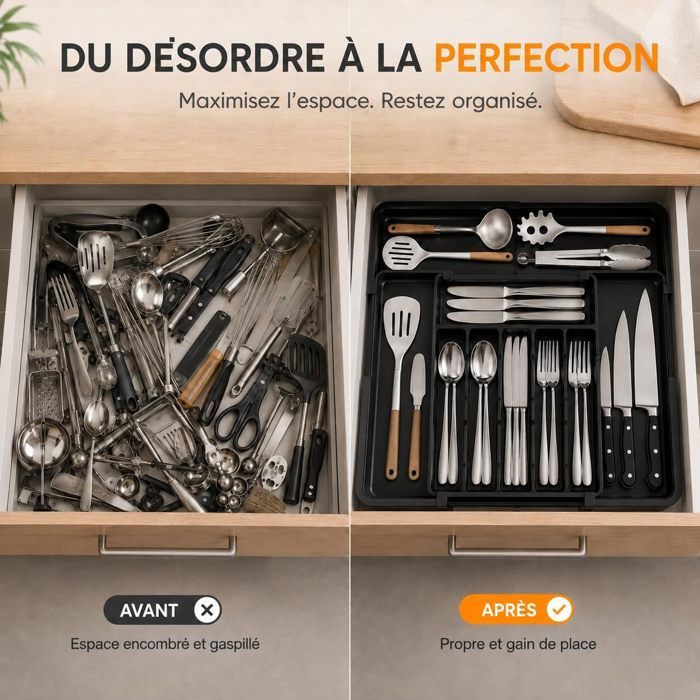 DU DÉSORDRE À LA PERFECTION
Maximisez l'espace. Restez organisé.
AVANT
APRÈS
Espace encombré et gaspillé
Propre et gain de place